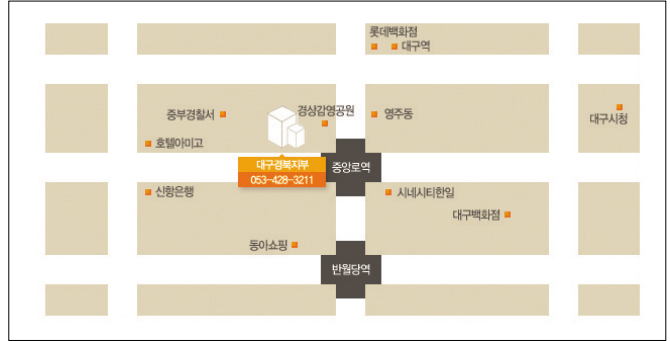 롯데백화점
대구역
중부경찰서
경상감영공원
영주동
대구시청
호텔아미고
대구경북지부
053-428-3211
중앙로역
신항은행
시네시티한일
대구백화점
동아쇼핑
반월당역